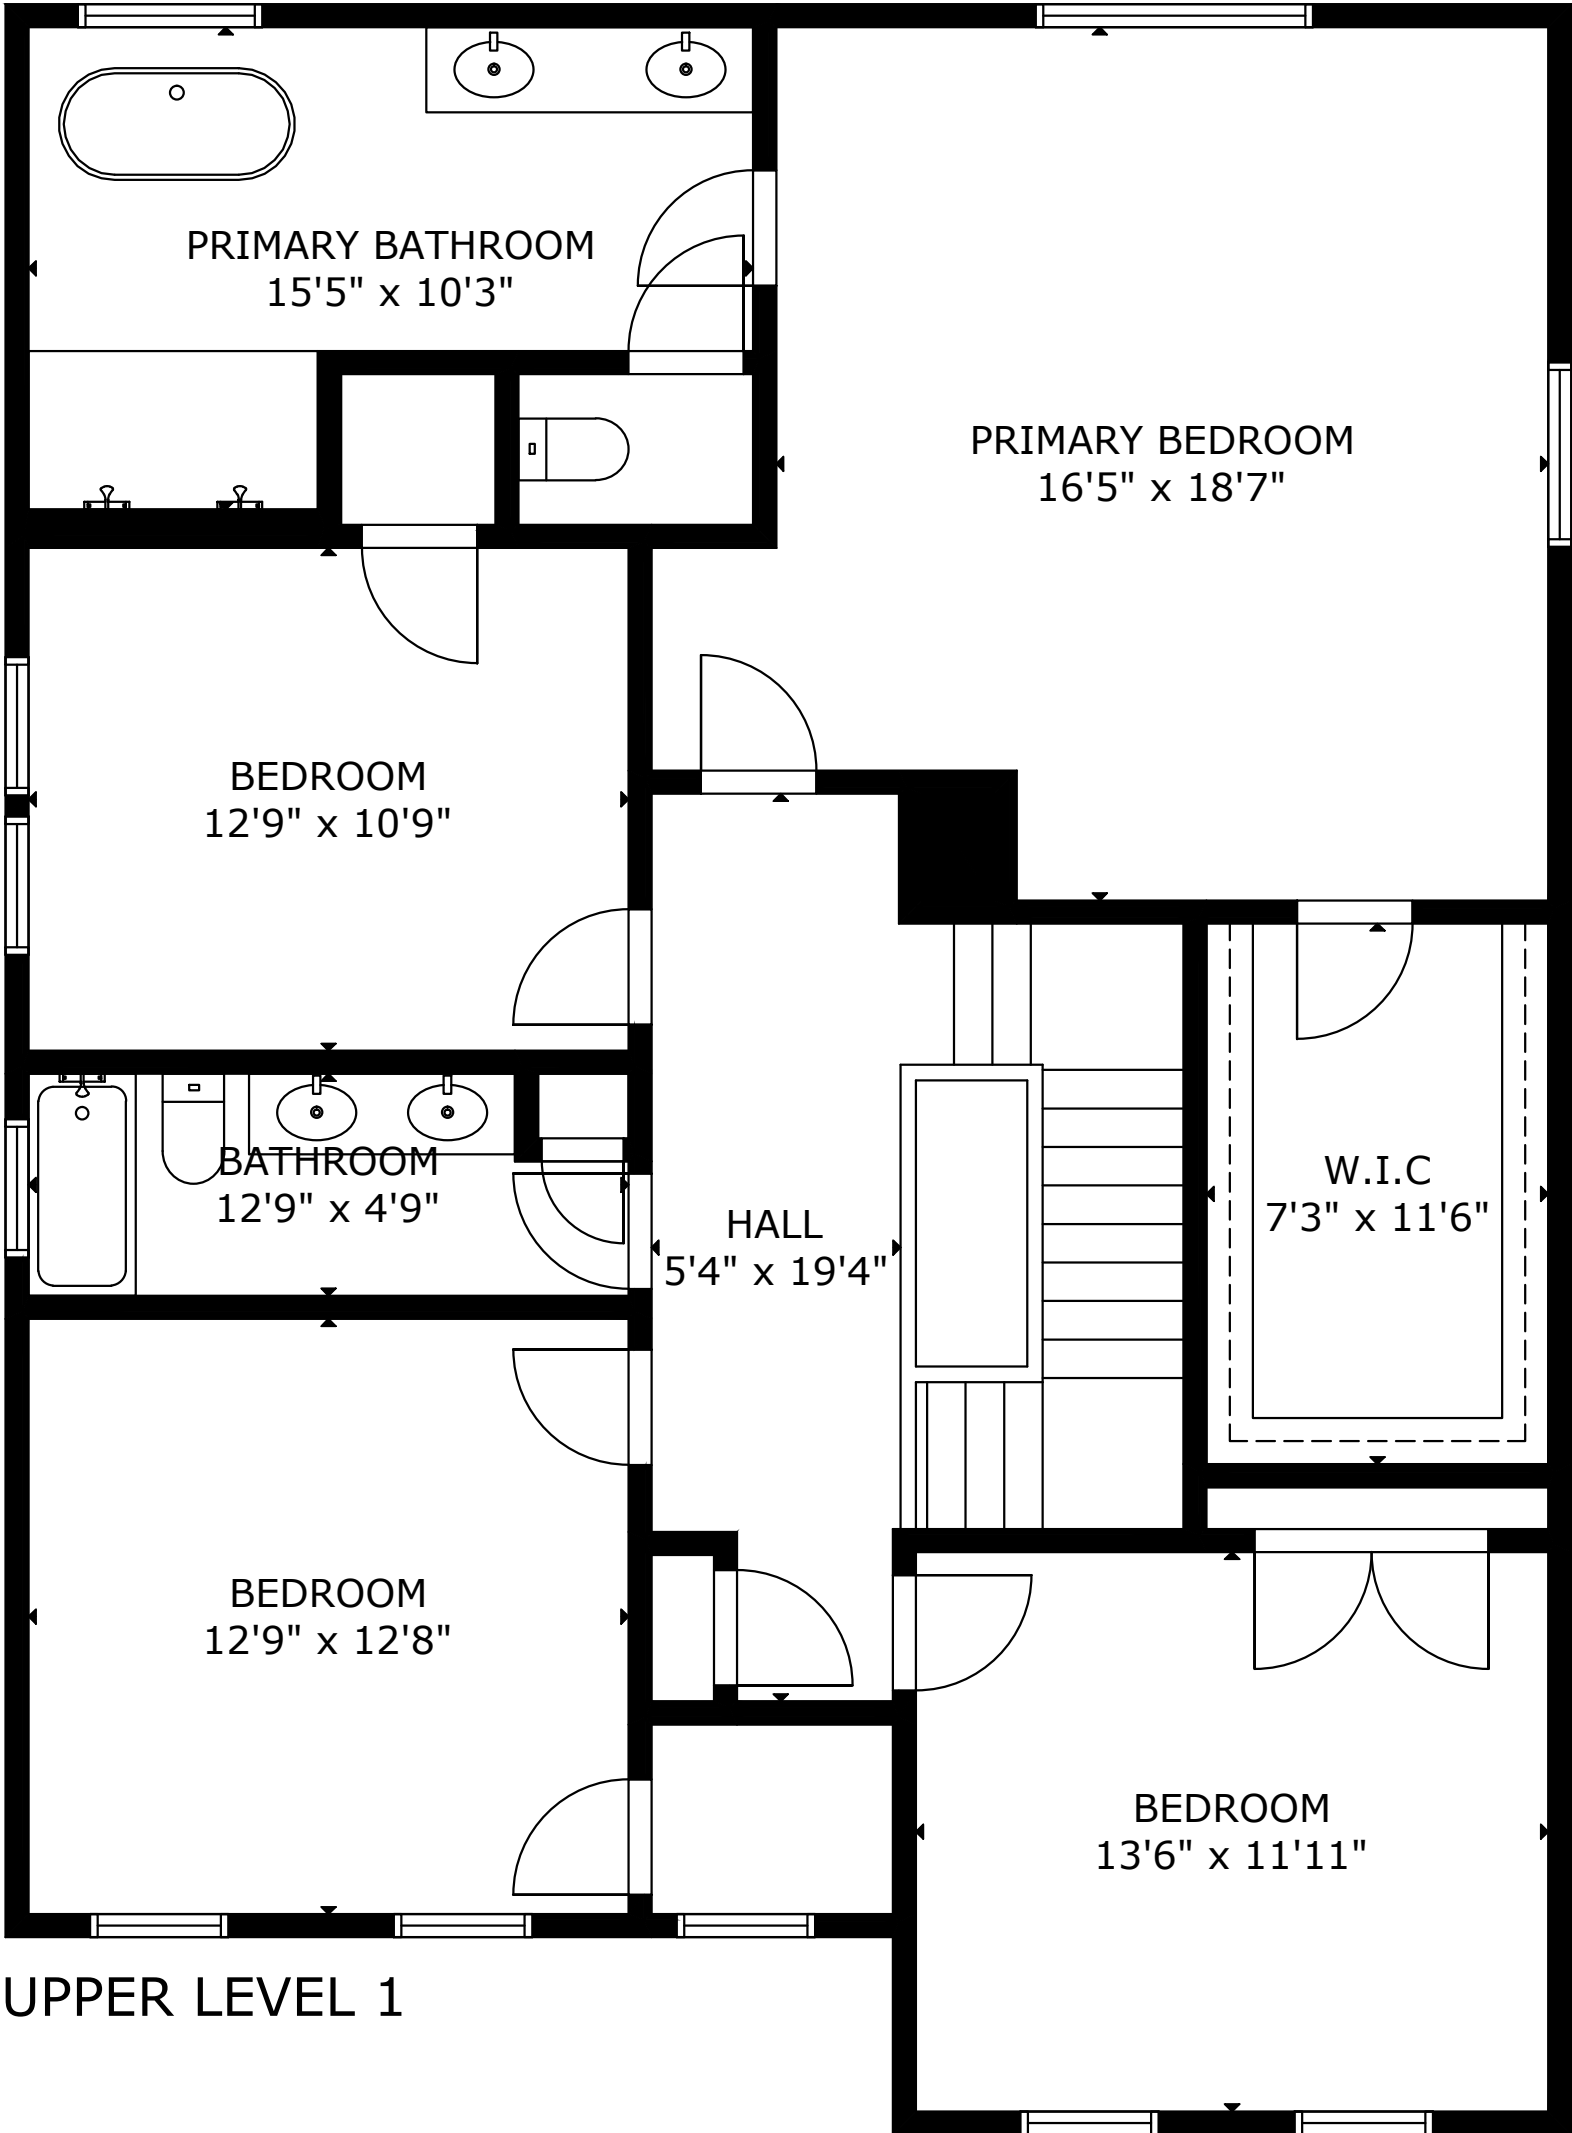 PRIMARY BATHROOM
15'5" x 10'3"
PRIMARY BEDROOM
16'5" x 18'7"
BEDROOM
12'9" x 10'9"
BATHROOM
12'9" x 4'9"
HALL
5'4" x 19'4"
W.I.C
7'3" x 11'6"
BEDROOM
12'9" x 12'8"
BEDROOM
13'6" x 11'11"
UPPER LEVEL 1